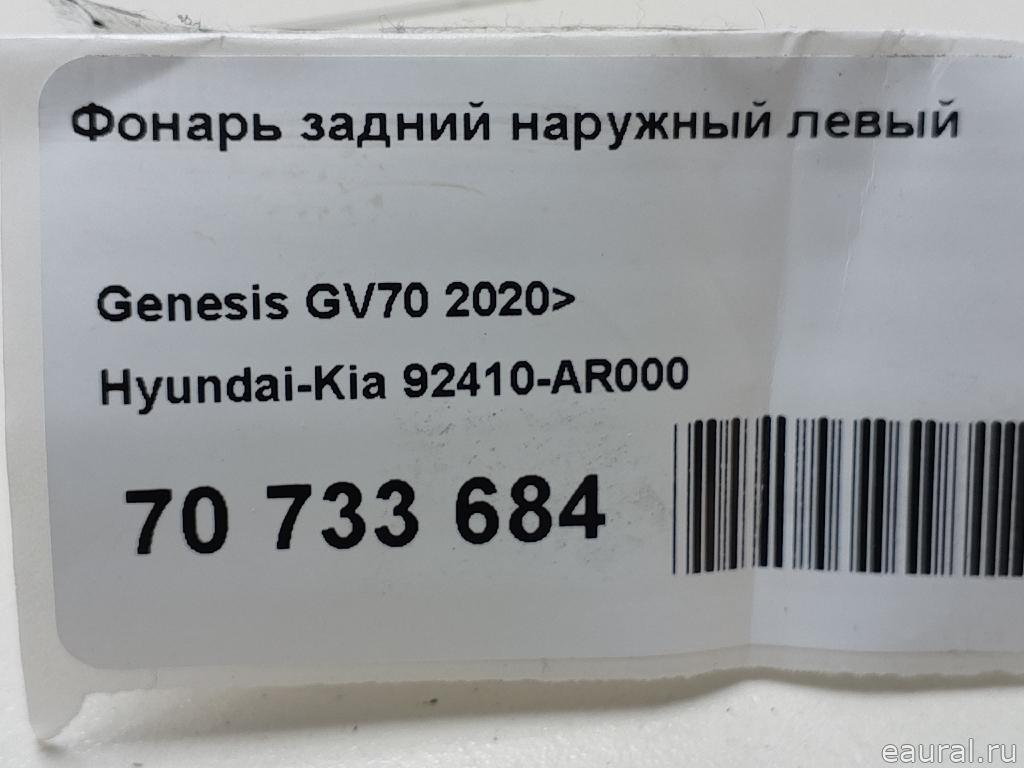 Фонарь задний наружный левый
Genesis GV70 2020>
Hyundai-Kia 92410-AR000
70 733 684
eaural.ru